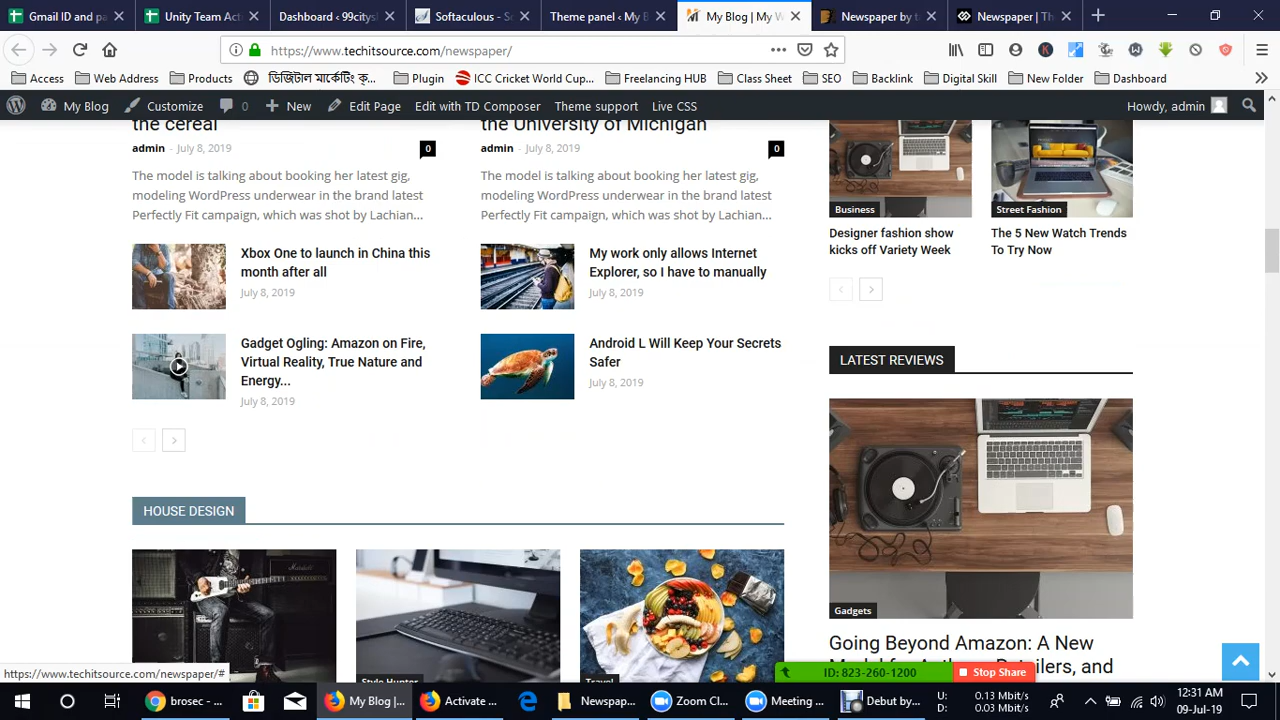 Gmail ID and pa
Unity Team Acti
Dashboard ‹ 99citysh
Softaculous - So
Theme panel ‹ My B
My Blog | My W
Newspaper by t
Newspaper | Th
https://www.techitsource.com/newspaper/
Access
Web Address
Products
ডিজিটাল মার্কেটিং ক্...
Plugin
ICC Cricket World Cup...
Freelancing HUB
Class Sheet
SEO
Backlink
Digital Skill
New Folder
Dashboard
My Blog
Customize
0
New
Edit Page
Edit with TD Composer
Theme support
Live CSS
Howdy, admin
the cereal
admin - July 8, 2019
0
The model is talking about booking her latest gig,
modeling WordPress underwear in the brand latest
Perfectly Fit campaign, which was shot by Lachian...
the University of Michigan
admin - July 8, 2019
0
The model is talking about booking her latest gig,
modeling WordPress underwear in the brand latest
Perfectly Fit campaign, which was shot by Lachian...
Xbox One to launch in China this
month after all
July 8, 2019
My work only allows Internet
Explorer, so I have to manually
July 8, 2019
Gadget Ogling: Amazon on Fire,
Virtual Reality, True Nature and
Energy...
July 8, 2019
Android L Will Keep Your Secrets
Safer
July 8, 2019
HOUSE DESIGN
Style Hunter
Travel
Business
Designer fashion show
kicks off Variety Week
Street Fashion
The 5 New Watch Trends
To Try Now
LATEST REVIEWS
Gadgets
Going Beyond Amazon: A New
https://www.techitsource.com/newspaper/#
ID: 823-260-1200
Stop Share
brosec - ...
My Blog |...
Activate ...
Newspap...
Zoom Cl...
Meeting ...
Debut by...
U: 0.13 Mbit/s
D: 0.03 Mbit/s
12:31 AM
09-Jul-19